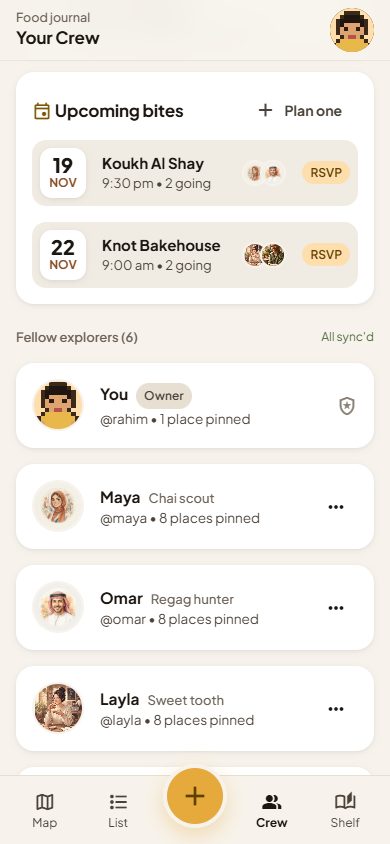 Food journal
Your Crew
Upcoming bites
Plan one
19
NOV
Koukh Al Shay
9:30 pm • 2 going
RSVP
22
NOV
Knot Bakehouse
9:00 am • 2 going
RSVP
Fellow explorers (6)
All sync'd
You Owner
@rahim • 1 place pinned
Maya Chai scout
@maya • 8 places pinned
Omar Regag hunter
@omar • 8 places pinned
Layla Sweet tooth
@layla • 8 places pinned
Map
List
Crew
Shelf